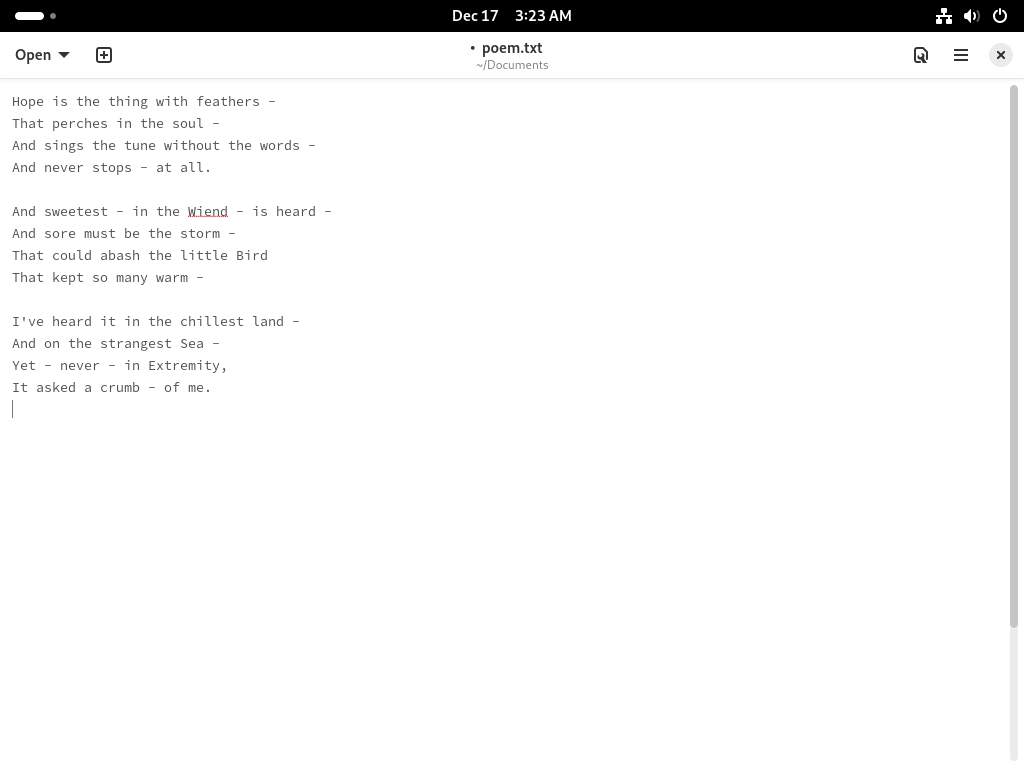 Dec 17 3:23 AM
Open
• poem.txt
~/Documents
Hope is the thing with feathers -
That perches in the soul -
And sings the tune without the words -
And never stops - at all.

And sweetest - in the Wiend - is heard -
And sore must be the storm -
That could abash the little Bird
That kept so many warm -

I've heard it in the chillest land -
And on the strangest Sea -
Yet - never - in Extremity,
It asked a crumb - of me.